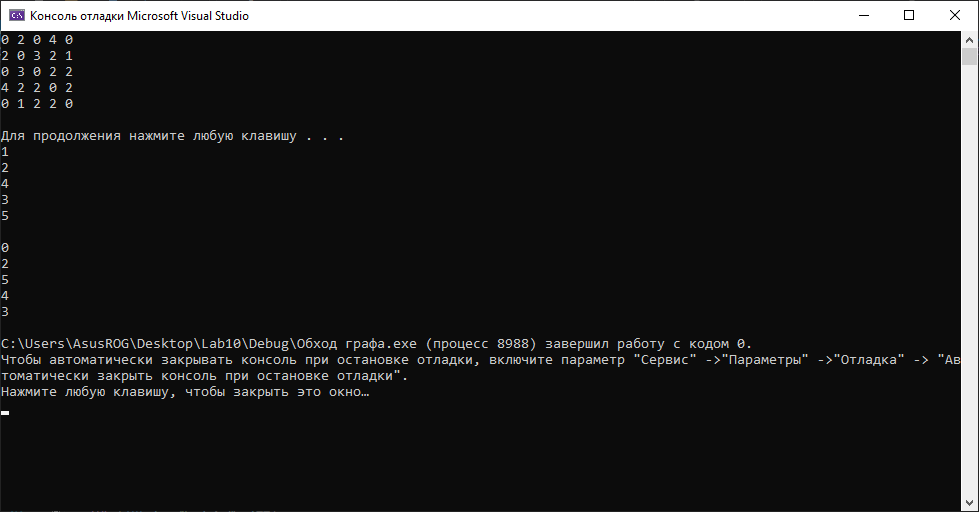 Консоль отладки Microsoft Visual Studio
0 2 0 4 0
2 0 3 2 1
0 3 0 2 2
4 2 2 0 2
0 1 2 2 0
Для продолжения нажмите любую клавишу . . .
1
2
4
3
5
0
2
5
4
3
C:\Users\AsusROG\Desktop\Lab10\Debug\Обход графа.exe (процесс 8988) завершил работу с кодом 0.
Чтобы автоматически закрывать консоль при остановке отладки, включите параметр "Сервис" ->"Параметры" ->"Отладка" -> "Ав
томатически закрыть консоль при остановке отладки".
Нажмите любую клавишу, чтобы закрыть это окно…